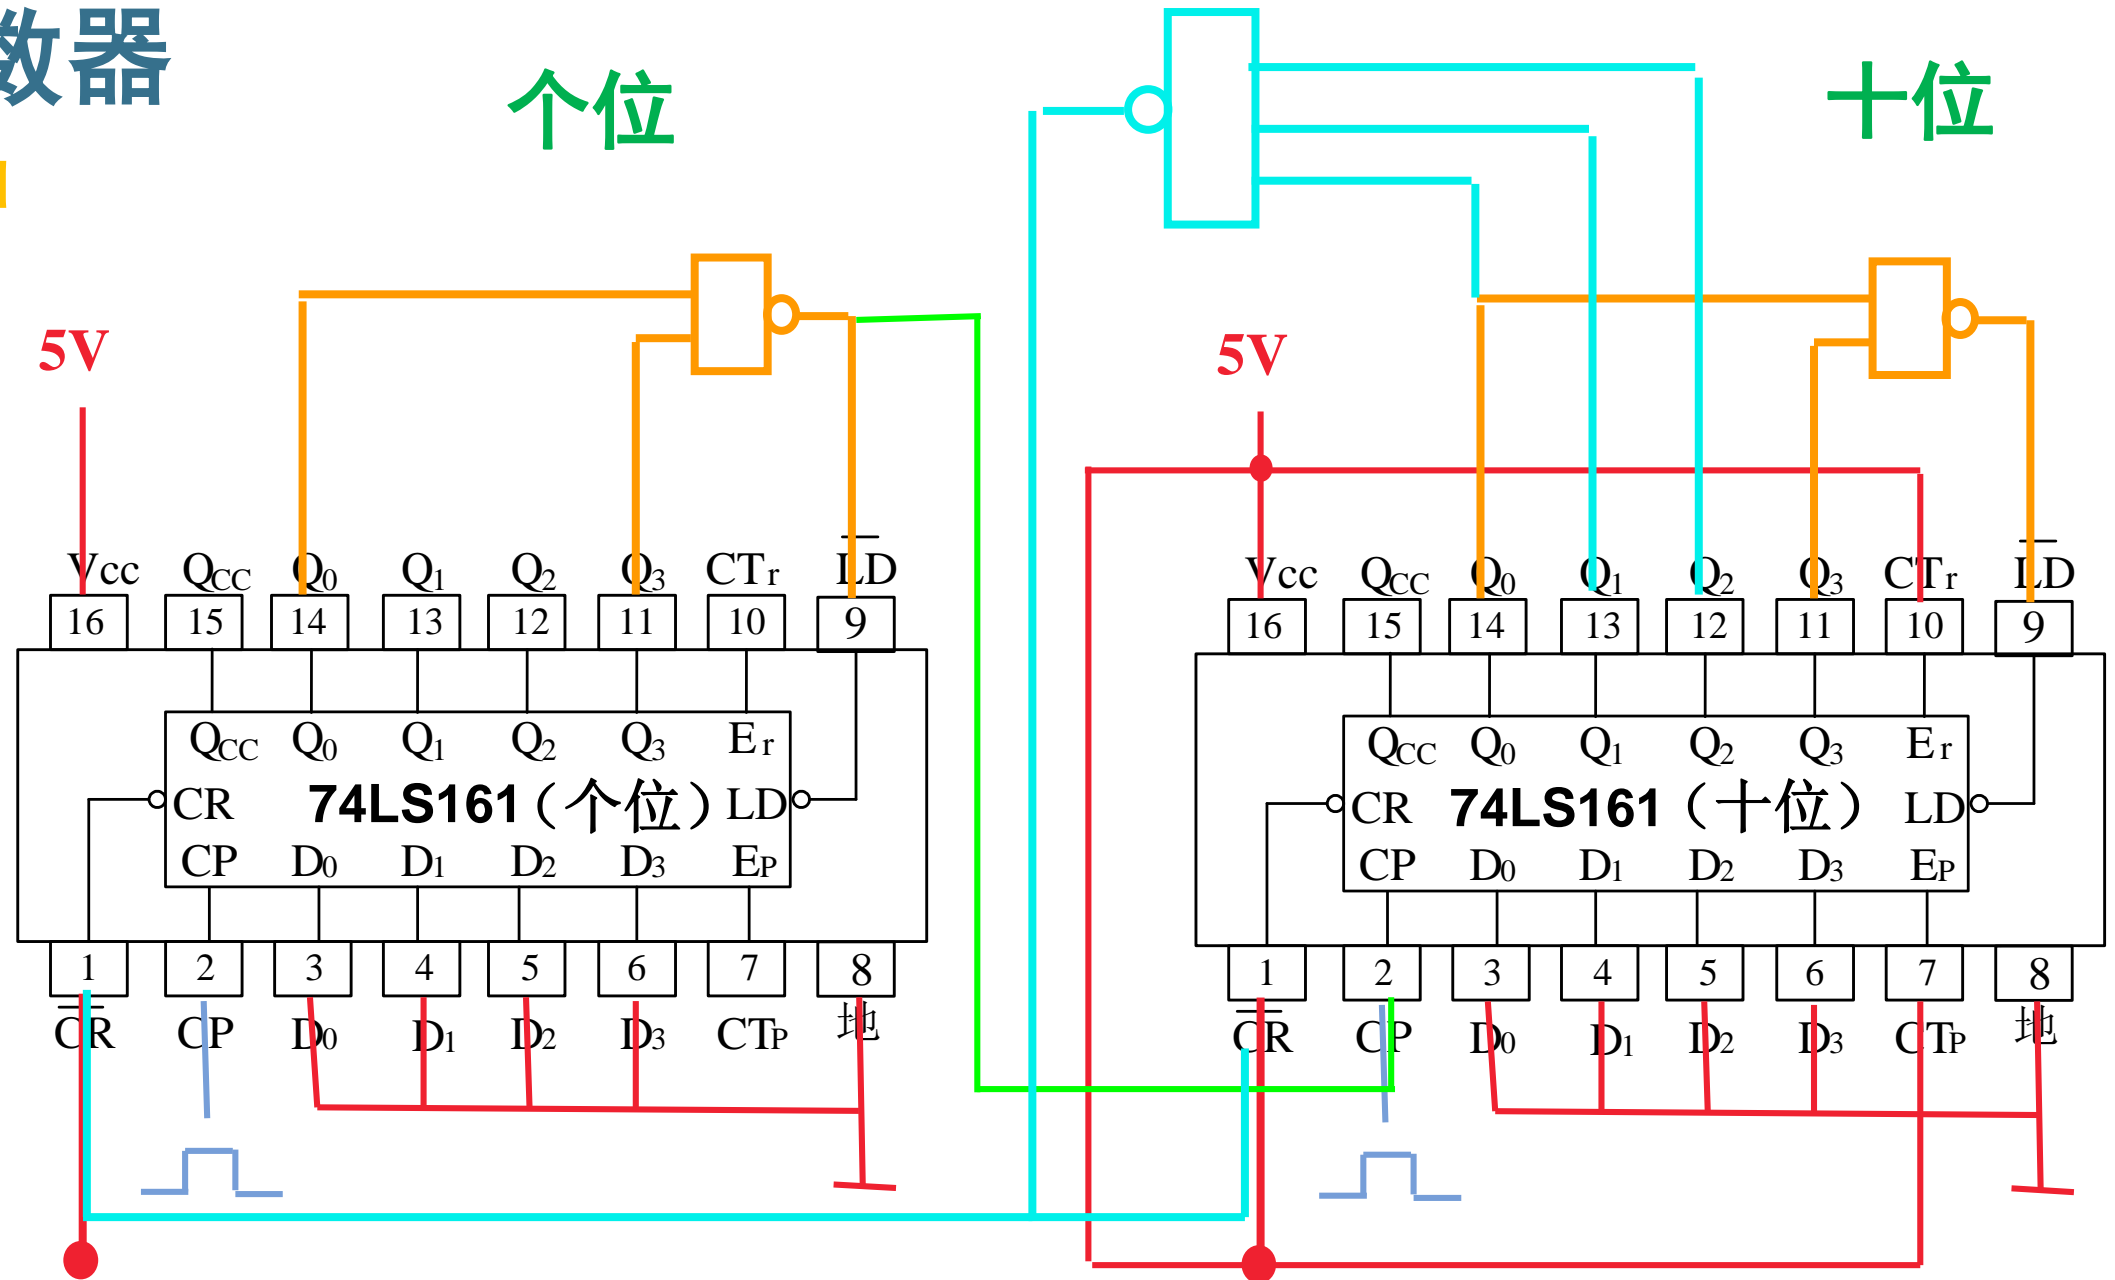 数器
个位
十位
5V
5V
Vcc QCC Q0 Q1 Q2 Q3 CTr LD
16 15 14 13 12 11 10 9
QCC Q0 Q1 Q2 Q3 Er
CR 74LS161(个位) LD
CP D0 D1 D2 D3 EP
1 2 3 4 5 6 7 8
CR CP D0 D1 D2 D3 CTP 地
Vcc QCC Q0 Q1 Q2 Q3 CTr LD
16 15 14 13 12 11 10 9
QCC Q0 Q1 Q2 Q3 Er
CR 74LS161(十位) LD
CP D0 D1 D2 D3 EP
1 2 3 4 5 6 7 8
CR CP D0 D1 D2 D3 CTP 地